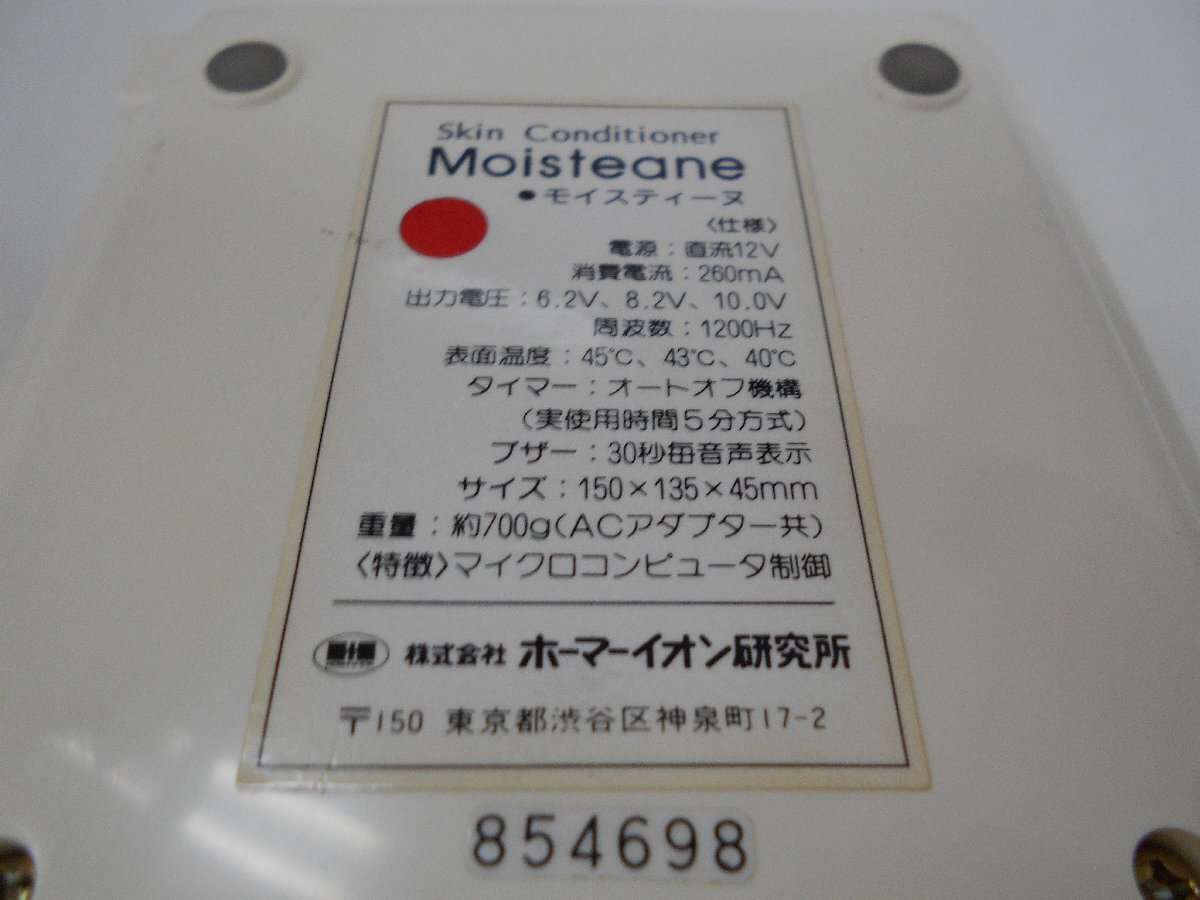 Skin Conditioner
Moisteane
●モイスティーヌ
〈仕様〉
電源：直流12V
消費電流：260mA
出力電圧：6.2V、8.2V、10.0V
周波数：1200Hz
表面温度：45℃、43℃、40℃
タイマー：オートオフ機構
（実使用時間5分方式）
ブザー：30秒毎音声表示
サイズ：150×135×45mm
重量：約700g（ACアダプター共）
〈特徴〉マイクロコンピュータ制御
株式会社 ホーマーイオン研究所
〒150 東京都渋谷区神泉町17-2
854698